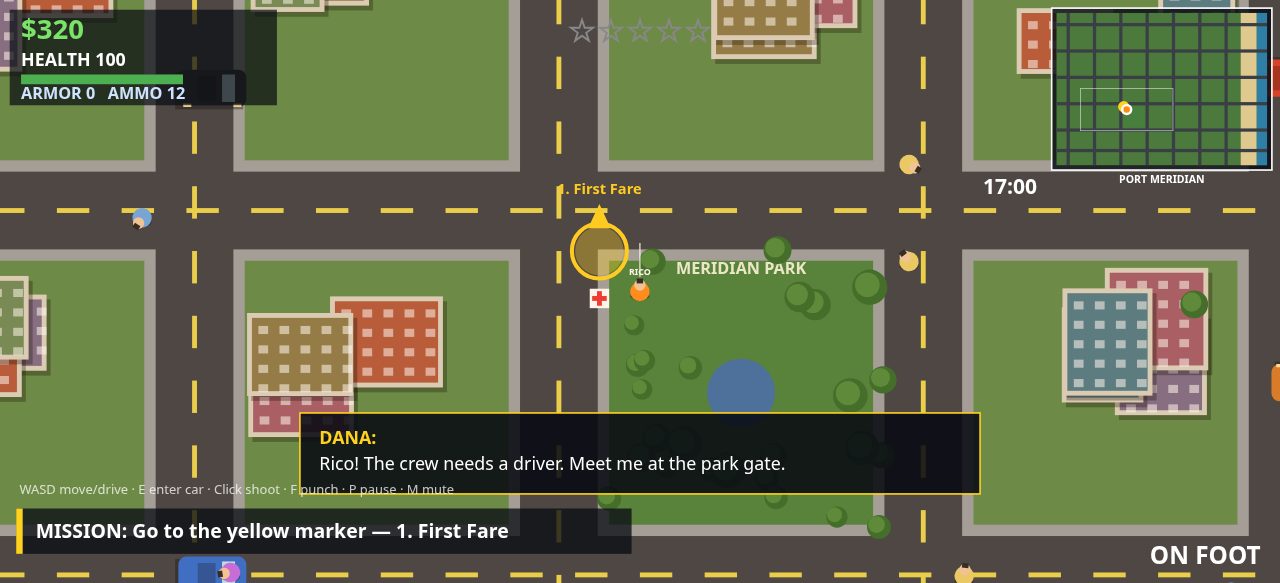 $320
HEALTH 100
ARMOR 0 AMMO 12
PORT MERIDIAN
17:00
1. First Fare
MERIDIAN PARK
RICO
DANA:
Rico! The crew needs a driver. Meet me at the park gate.
WASD move/drive · E enter car · Click shoot · F punch · P pause · M mute
MISSION: Go to the yellow marker — 1. First Fare
ON FOOT